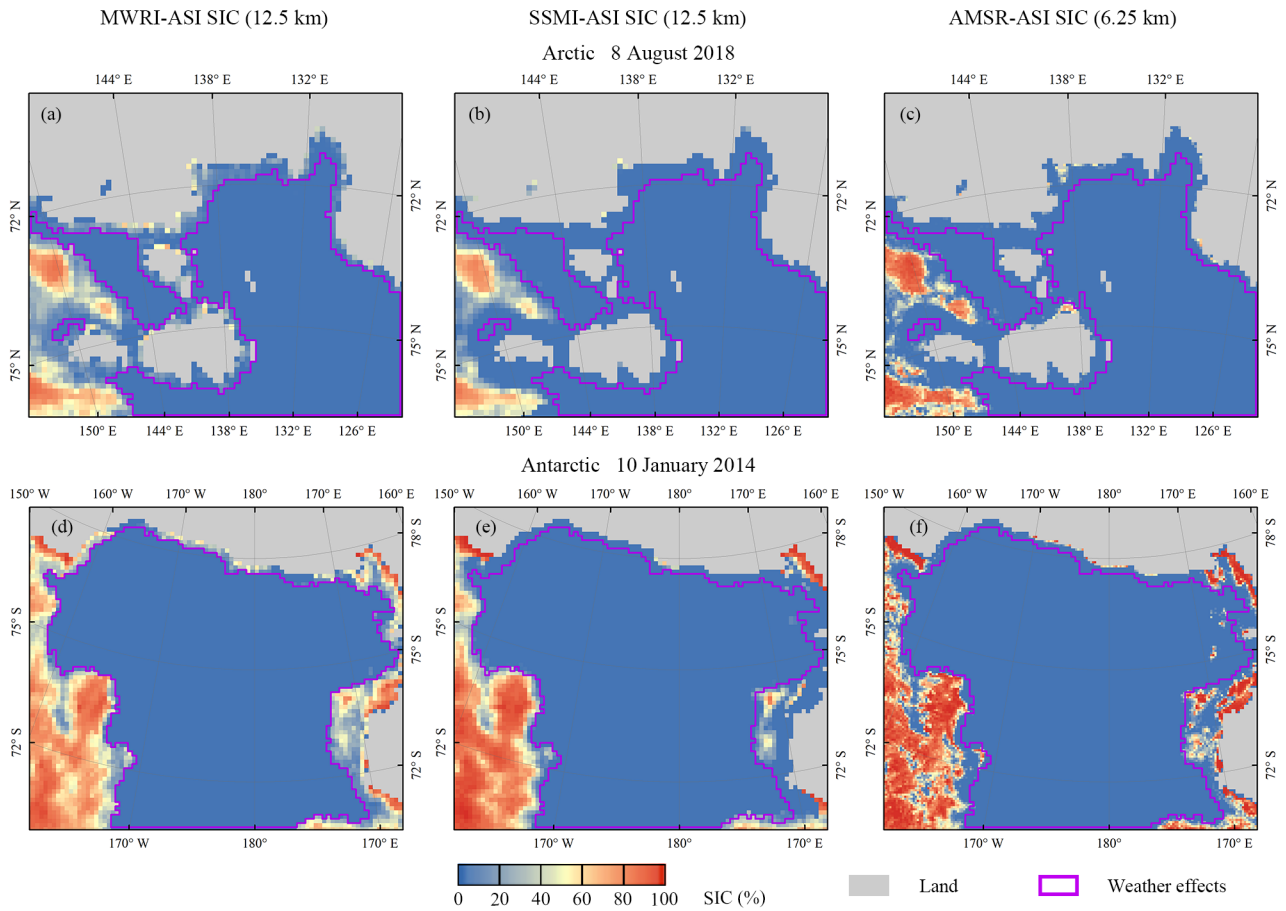 MWRI-ASI SIC (12.5 km) SSMI-ASI SIC (12.5 km) AMSR-ASI SIC (6.25 km)
Arctic 8 August 2018
144° E 138° E 132° E 144° E 138° E 132° E 144° E 138° E 132° E
(a) (b) (c)
72° N 72° N 72° N 72° N 72° N 72° N
75° N 75° N 75° N 75° N 75° N 75° N
150° E 144° E 138° E 132° E 126° E 150° E 144° E 138° E 132° E 126° E 150° E 144° E 138° E 132° E 126° E
Antarctic 10 January 2014
150° W 160° W 170° W 180° 170° E 160° E 150° W 160° W 170° W 180° 170° E 160° E 150° W 160° W 170° W 180° 170° E 160° E
(d) (e) (f)
78° S 78° S 78° S
75° S 75° S 75° S 75° S 75° S 75° S
72° S 72° S 72° S 72° S 72° S 72° S
170° W 180° 170° E 170° W 180° 170° E 170° W 180° 170° E
0 20 40 60 80 100 SIC (%) Land Weather effects